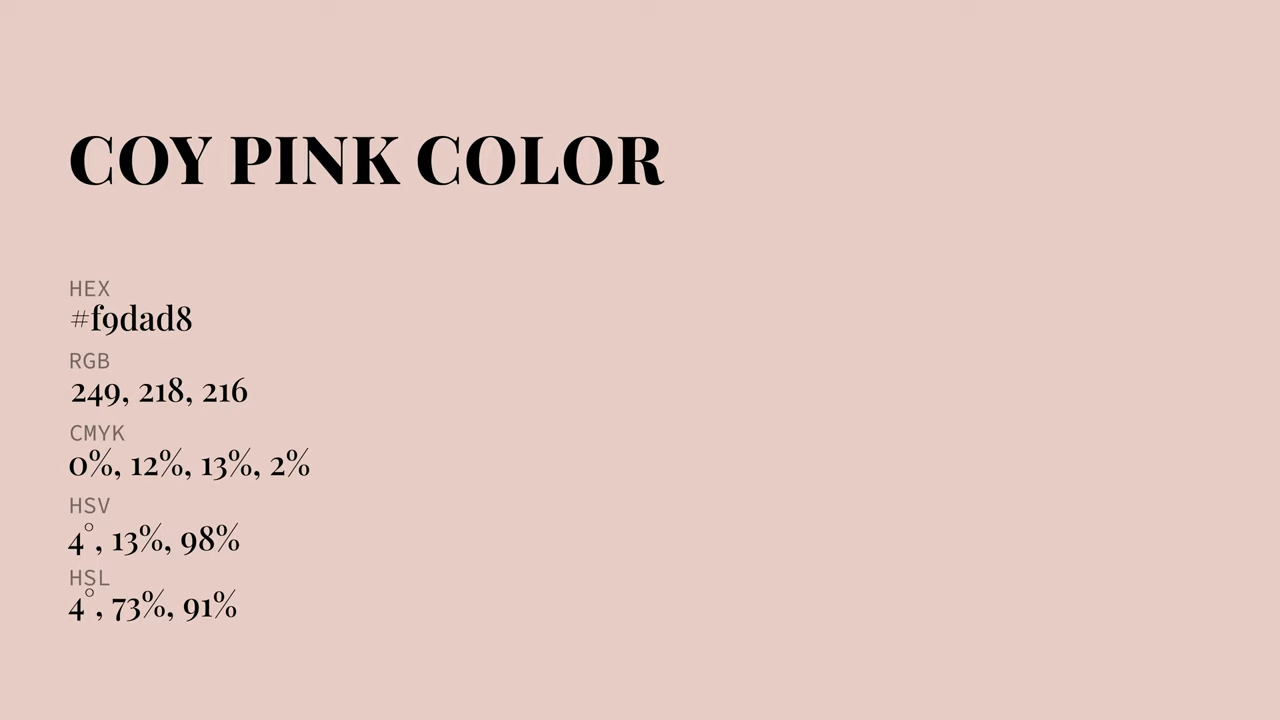 COY PINK COLOR
HEX
#f9dad8
RGB
249, 218, 216
CMYK
0%, 12%, 13%, 2%
HSV
4°, 13%, 98%
HSL
4°, 73%, 91%